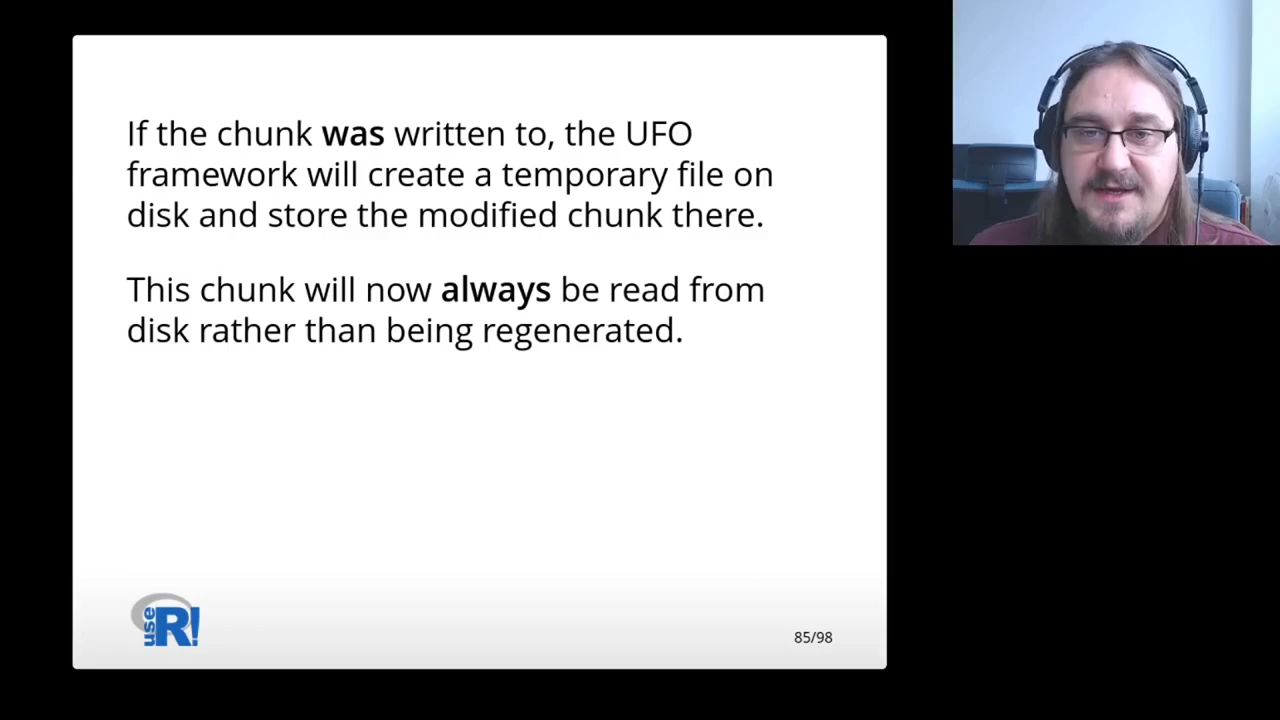 If the chunk was written to, the UFO
framework will create a temporary file on
disk and store the modified chunk there.
This chunk will now always be read from
disk rather than being regenerated.
use R!
85/98